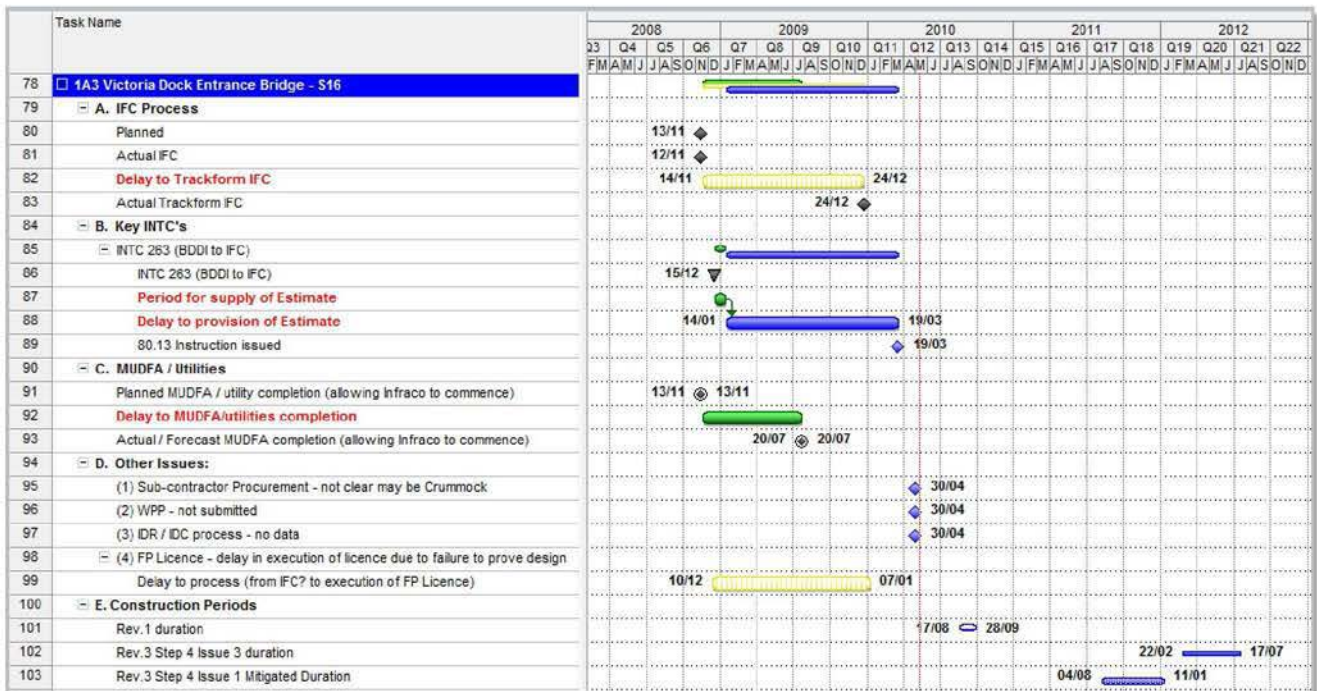 Task Name
2008 2009 2010 2011 2012
Q3 Q4 Q5 Q6 Q7 Q8 Q9 Q10 Q11 Q12 Q13 Q14 Q15 Q16 Q17 Q18 Q19 Q20 Q21 Q22
F M A M J J A S O N D J F M A M J J A S O N D J F M A M J J A S O N D J F M A M J J A S O N D J F M A M J J A S O N D
78 1A3 Victoria Dock Entrance Bridge - S16
79 A. IFC Process
80 Planned 13/11
81 Actual IFC 12/11
82 Delay to Trackform IFC 14/11 24/12
83 Actual Trackform IFC 24/12
84 B. Key INTC's
85 INTC 263 (BDDI to IFC)
86 INTC 263 (BDDI to IFC) 15/12
87 Period for supply of Estimate
88 Delay to provision of Estimate 14/01 19/03
89 80.13 Instruction issued 19/03
90 C. MUDFA / Utilities
91 Planned MUDFA / utility completion (allowing Infraco to commence) 13/11 13/11
92 Delay to MUDFA/utilities completion
93 Actual / Forecast MUDFA completion (allowing Infraco to commence) 20/07 20/07
94 D. Other Issues:
95 (1) Sub-contractor Procurement - not clear may be Crummock 30/04
96 (2) WPP - not submitted 30/04
97 (3) IDR / IDC process - no data 30/04
98 (4) FP Licence - delay in execution of licence due to failure to prove design
99 Delay to process (from IFC? to execution of FP Licence) 10/12 07/01
100 E. Construction Periods
101 Rev.1 duration 17/08 28/09
102 Rev.3 Step 4 Issue 3 duration 22/02 17/07
103 Rev.3 Step 4 Issue 1 Mitigated Duration 04/08 11/01